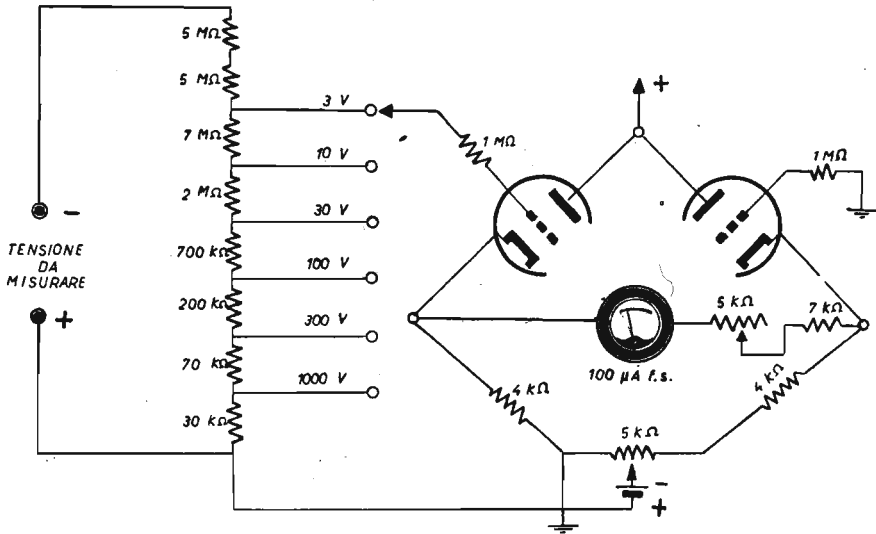 5 MΩ
5 MΩ
3 V
7 MΩ
10 V
2 MΩ
30 V
700 kΩ
100 V
200 kΩ
300 V
70 kΩ
1000 V
30 kΩ
-
TENSIONE
DA
MISURARE
+
1 MΩ
+
1 MΩ
100 µA f.s.
5 kΩ
7 kΩ
4 kΩ
4 kΩ
5 kΩ
-
+